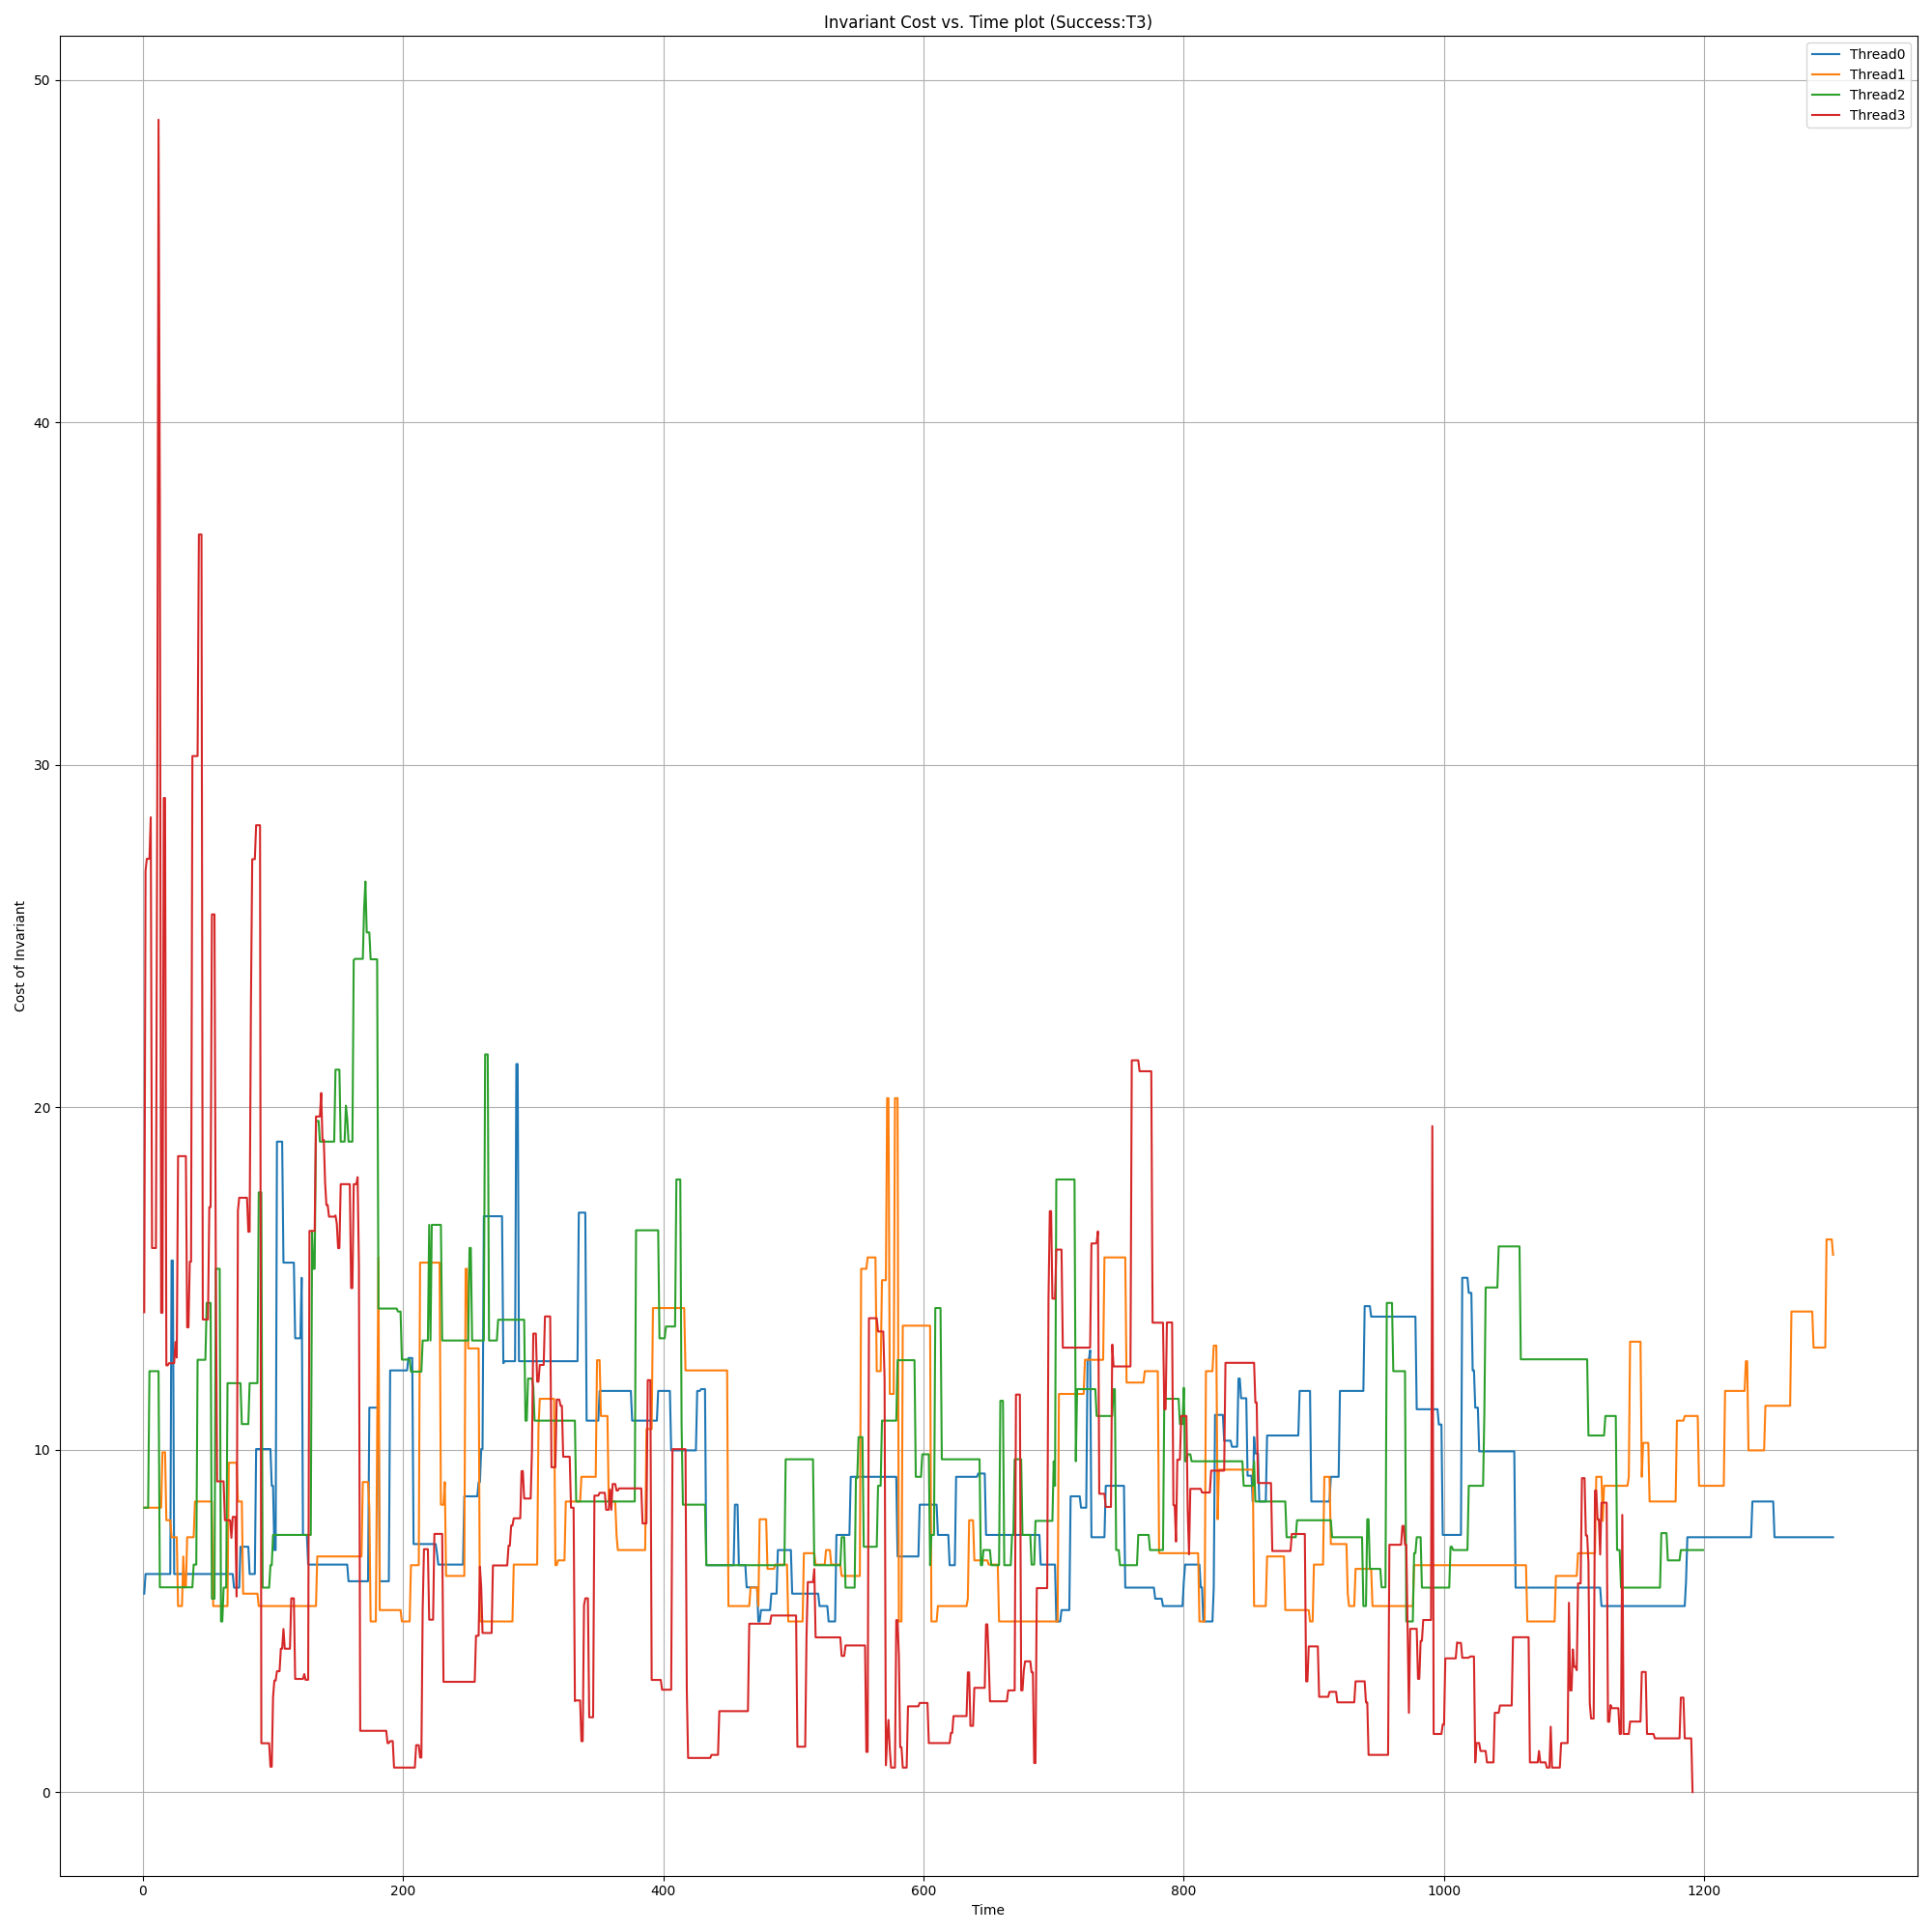 Invariant Cost vs. Time plot (Success:T3)
Thread0
Thread1
Thread2
Thread3
Cost of Invariant
50
40
30
20
10
0
0 200 400 600 800 1000 1200
Time